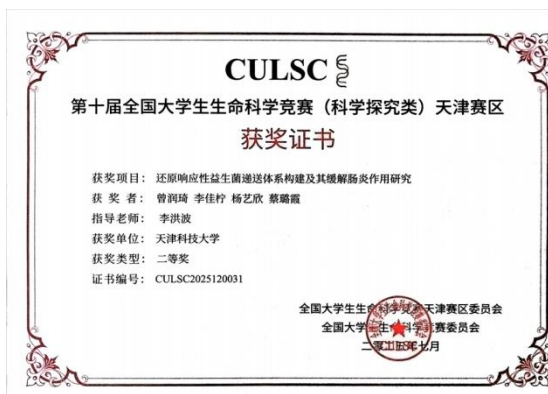 CULSC
第十届全国大学生生命科学竞赛（科学探究类）天津赛区
获奖证书
获奖项目： 还原响应性益生菌递送体系构建及其缓解肠炎作用研究
获 奖 者： 曾润琦 李佳柠 杨艺欣 蔡璐霞
指导老师： 李洪波
获奖单位： 天津科技大学
获奖类型： 二等奖
证书编号： CULSC2025120031
全国大学生生命科学竞赛天津赛区委员会
全国大学生生命科学竞赛委员会
二零二五年七月
CULSC